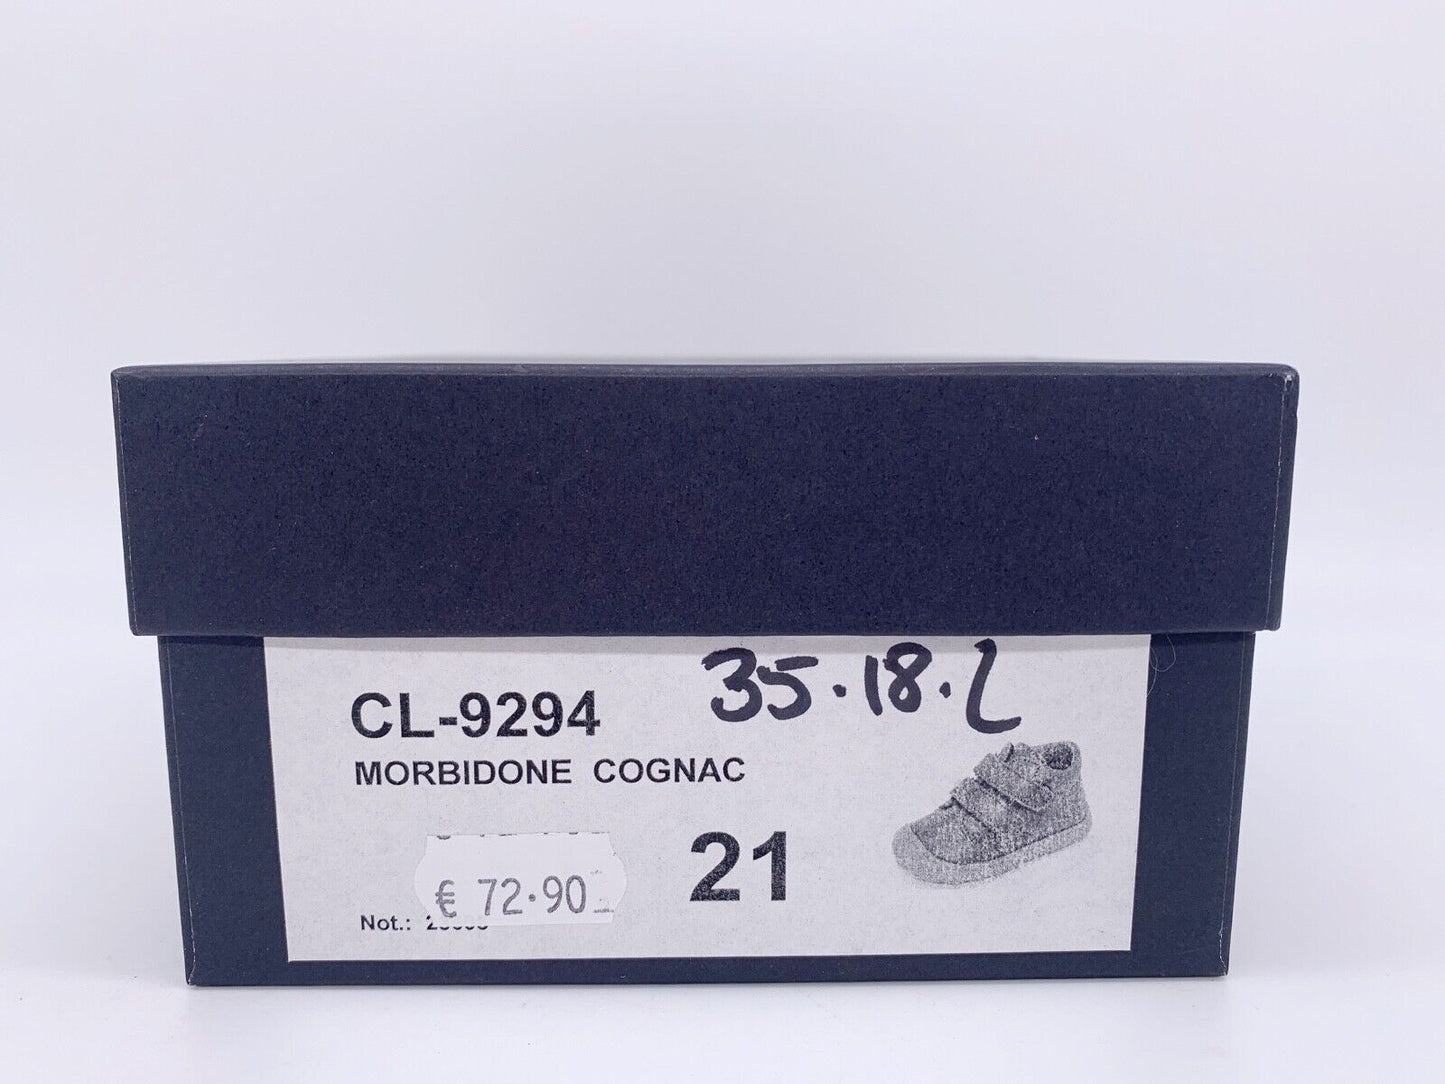 35.18.L
CL-9294
MORBIDONE COGNAC
21
€ 72.90
Not.: